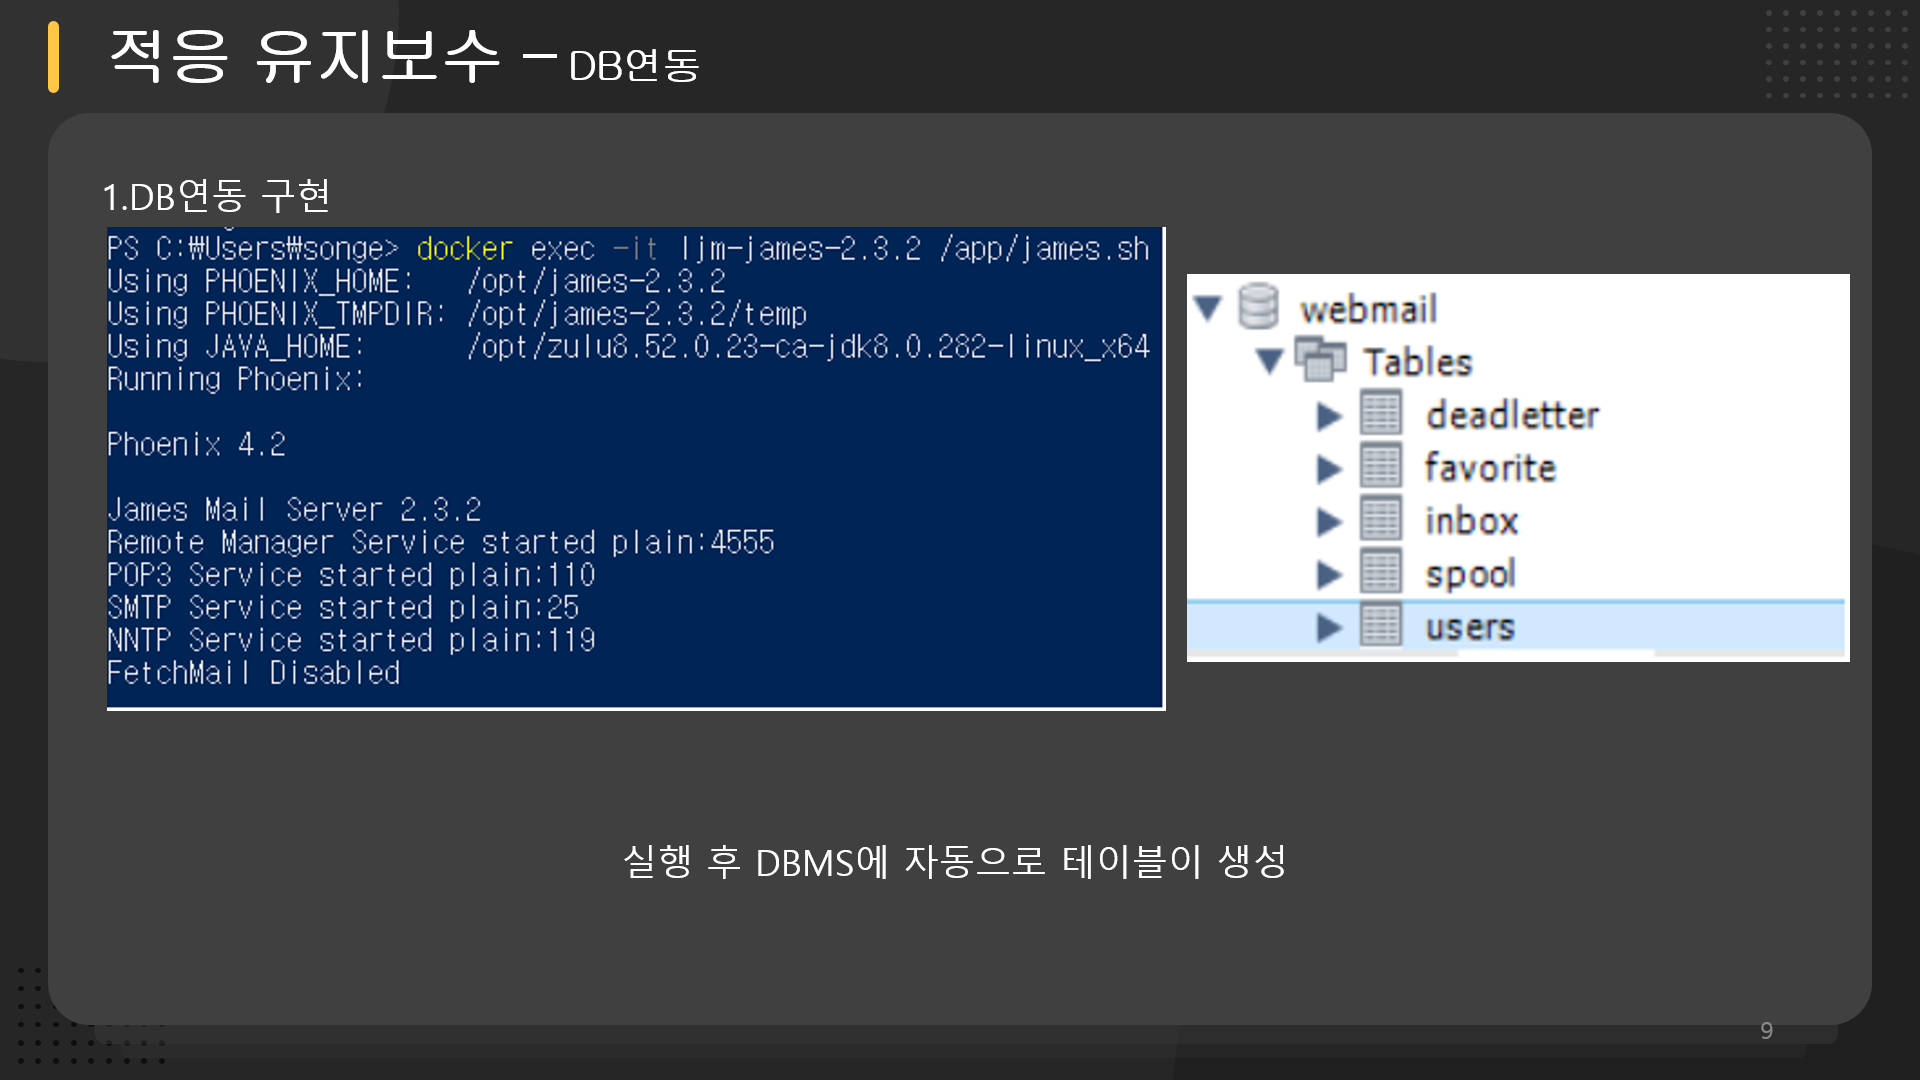 적응 유지보수 – DB연동
1.DB연동 구현
PS C:₩Users₩songe> docker exec -it ljm-james-2.3.2 /app/james.sh
Using PHOENIX_HOME:   /opt/james-2.3.2
Using PHOENIX_TMPDIR: /opt/james-2.3.2/temp
Using JAVA_HOME:      /opt/zulu8.52.0.23-ca-jdk8.0.282-linux_x64
Running Phoenix:
Phoenix 4.2
James Mail Server 2.3.2
Remote Manager Service started plain:4555
POP3 Service started plain:110
SMTP Service started plain:25
NNTP Service started plain:119
FetchMail Disabled
webmail
Tables
deadletter
favorite
inbox
spool
users
실행 후 DBMS에 자동으로 테이블이 생성
9